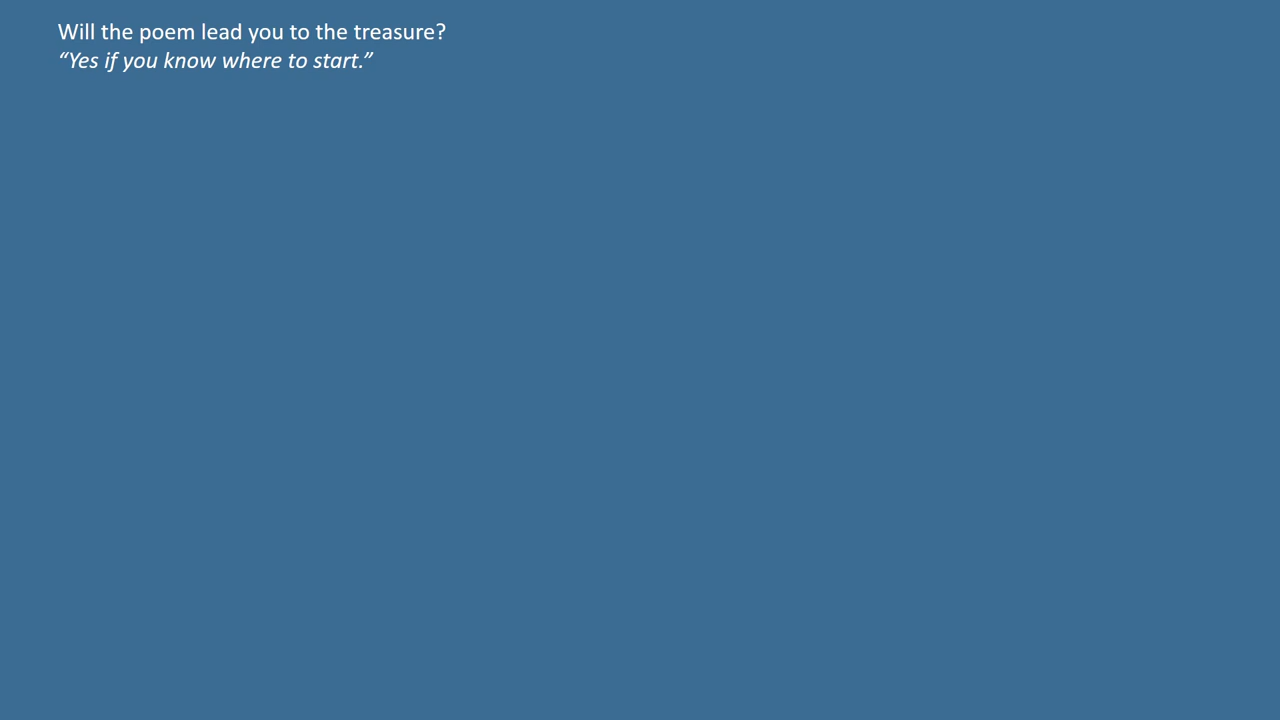 Will the poem lead you to the treasure?
“Yes if you know where to start.”